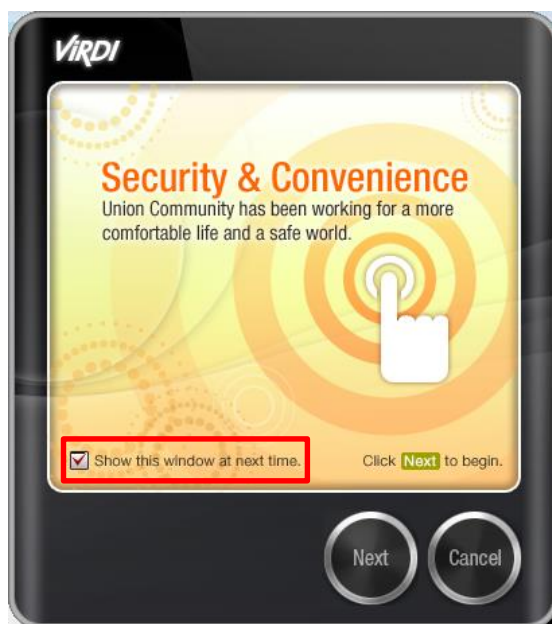 ViRDI
Security & Convenience
Union Community has been working for a more
comfortable life and a safe world.
Show this window at next time.
Click Next to begin.
Next
Cancel